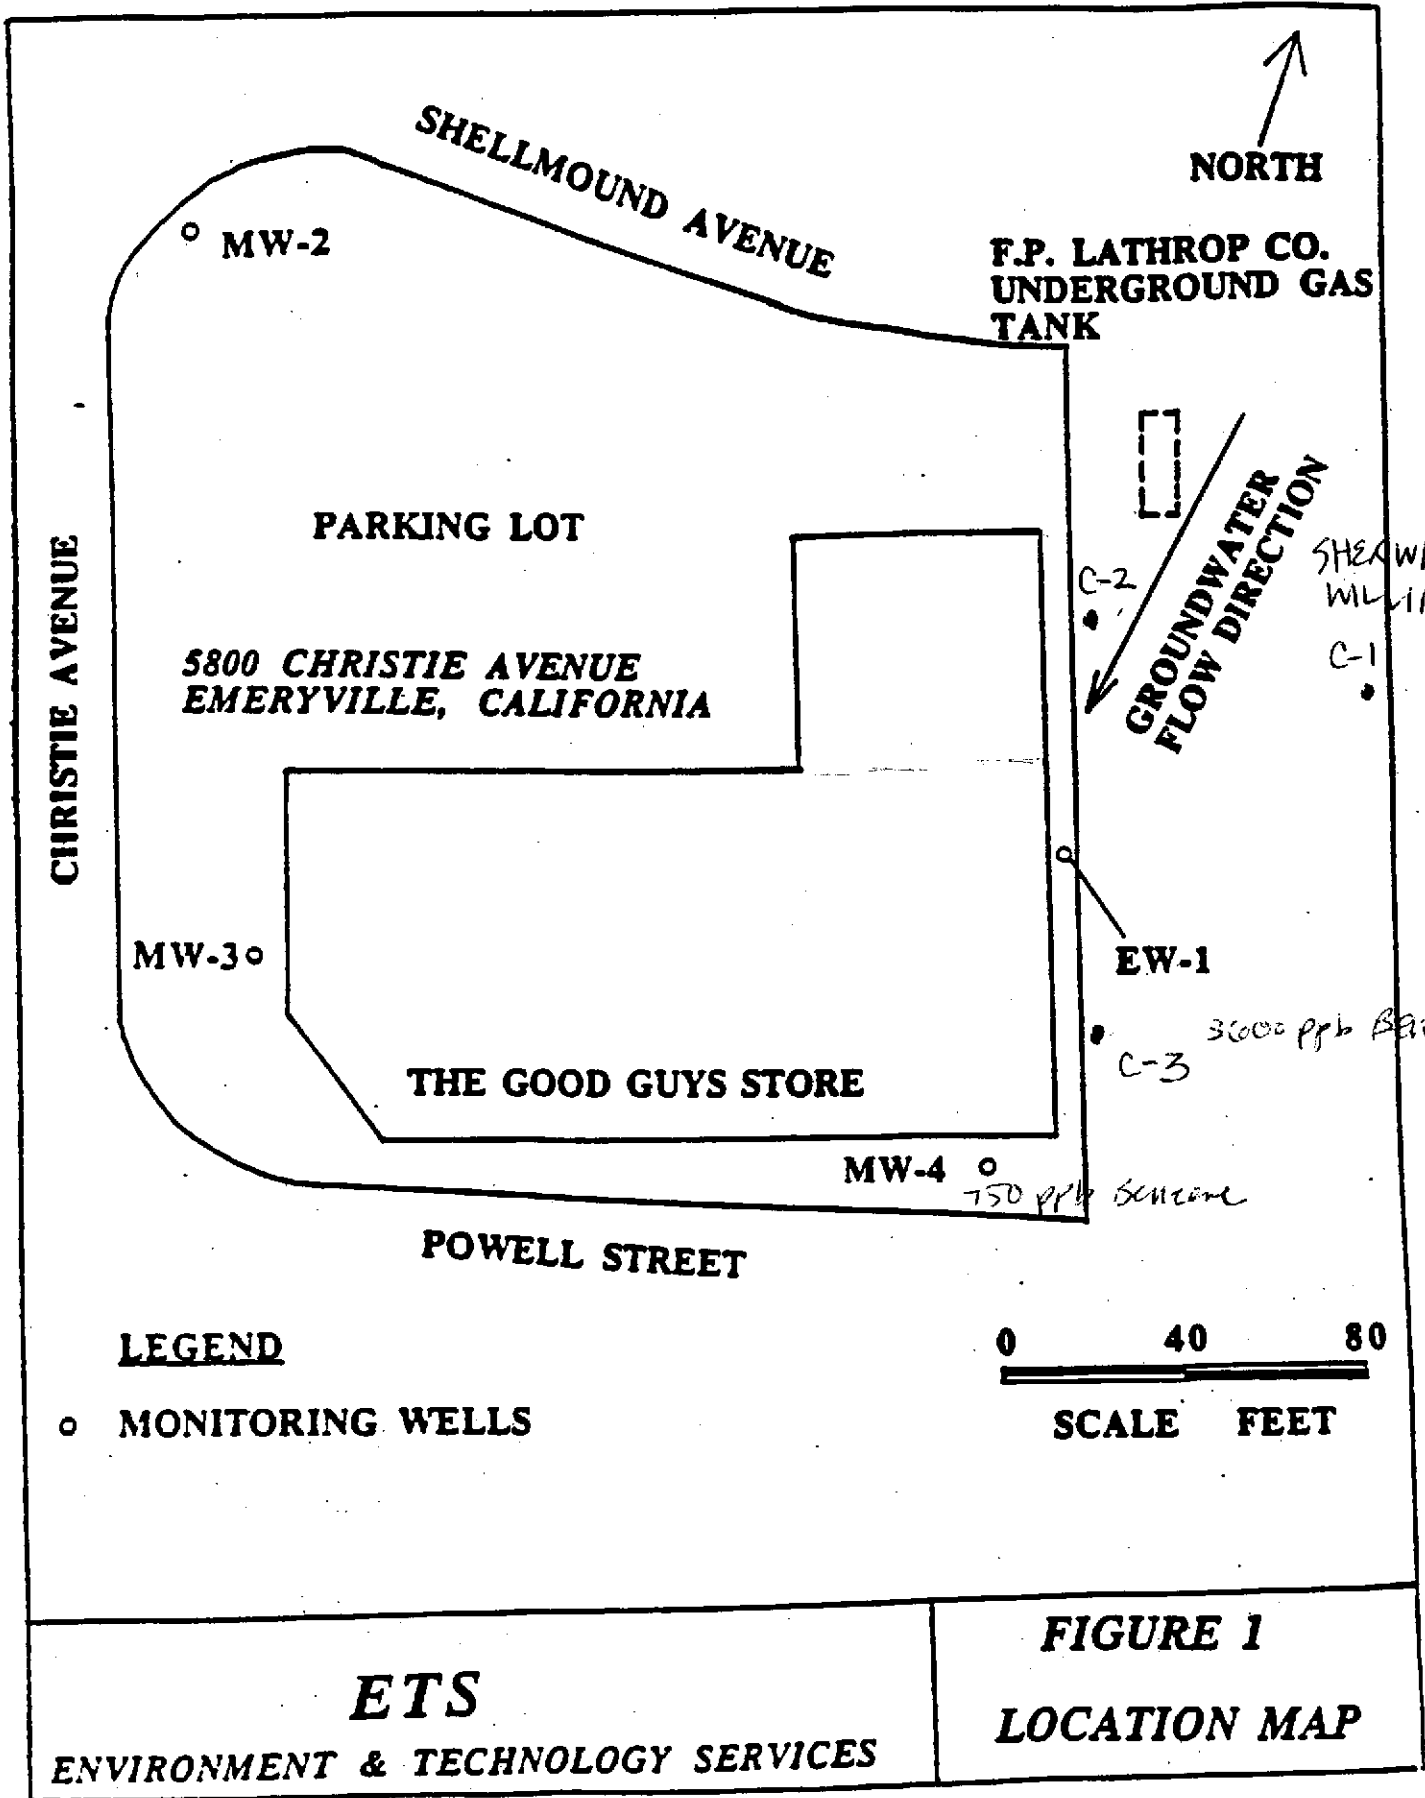 SHELLMOUND AVENUE
NORTH
MW-2
F.P. LATHROP CO.
UNDERGROUND GAS
TANK
PARKING LOT
GROUNDWATER
FLOW DIRECTION
C-2
C-1
5800 CHRISTIE AVENUE
EMERYVILLE, CALIFORNIA
CHRISTIE AVENUE
MW-3
EW-1
ppb
C-3
THE GOOD GUYS STORE
MW-4
750 ppb Benzene
POWELL STREET
LEGEND
MONITORING WELLS
0 40 80
SCALE FEET
ETS
ENVIRONMENT & TECHNOLOGY SERVICES
FIGURE 1
LOCATION MAP